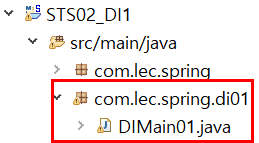 STS02_DI1
src/main/java
com.lec.spring
com.lec.spring.di01
DIMain01.java